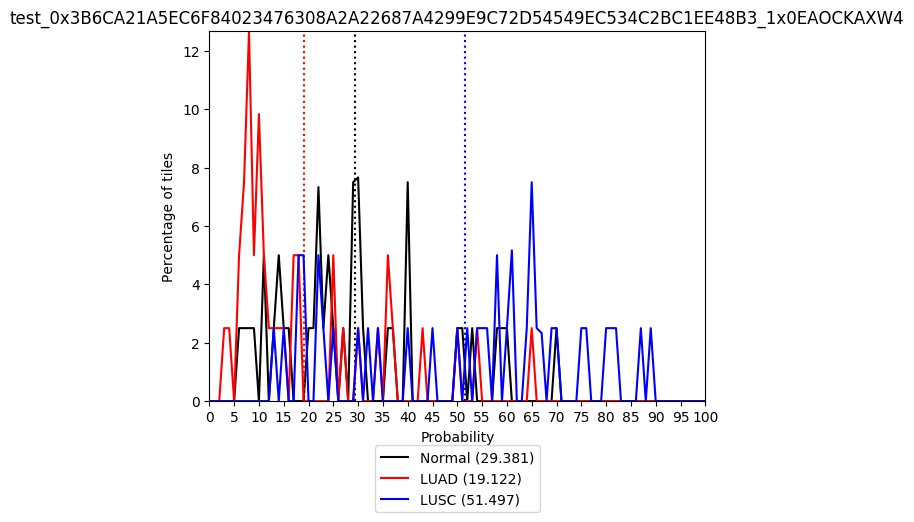 test_0x3B6CA21A5EC6F84023476308A2A22687A4299E9C72D54549EC534C2BC1EE48B3_1x0EAOCKAXW4
12
10
8
6
4
2
0
Percentage of tiles
0 5 10 15 20 25 30 35 40 45 50 55 60 65 70 75 80 85 90 95 100
Probability
Normal (29.381)
LUAD (19.122)
LUSC (51.497)